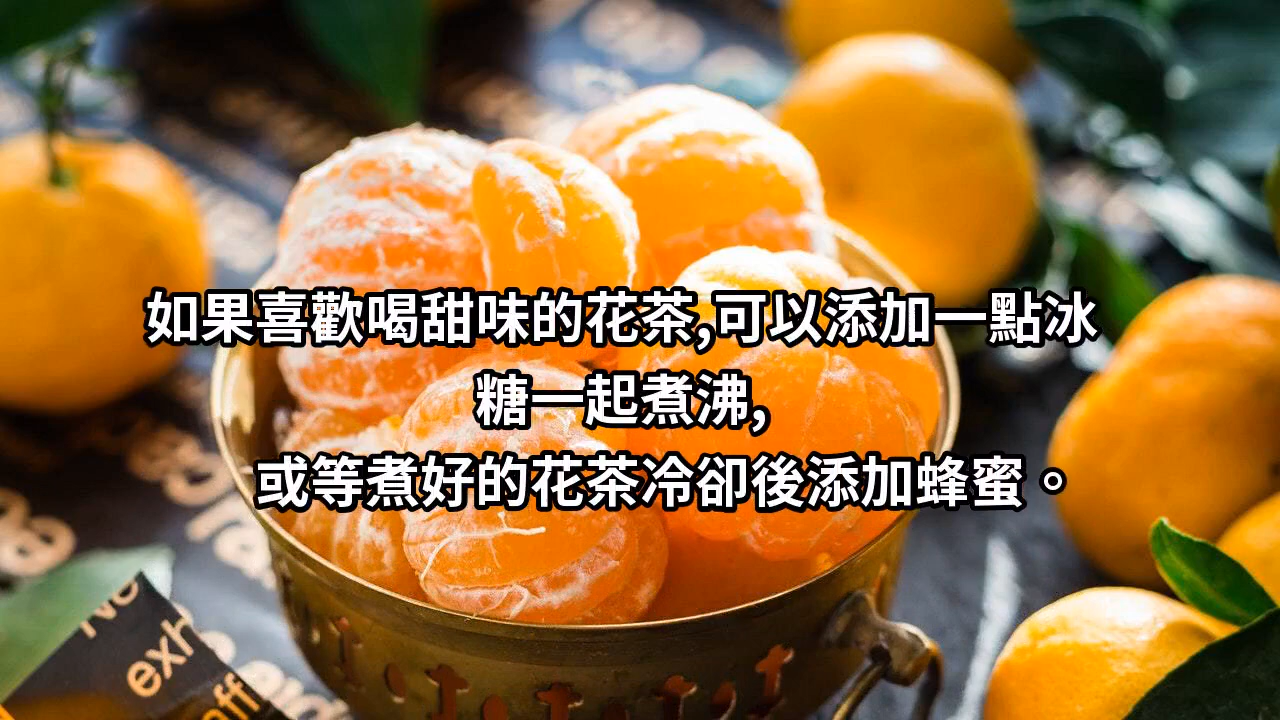 如果喜歡喝甜味的花茶,可以添加一點冰
糖一起煮沸,
或等煮好的花茶冷卻後添加蜂蜜。
exh